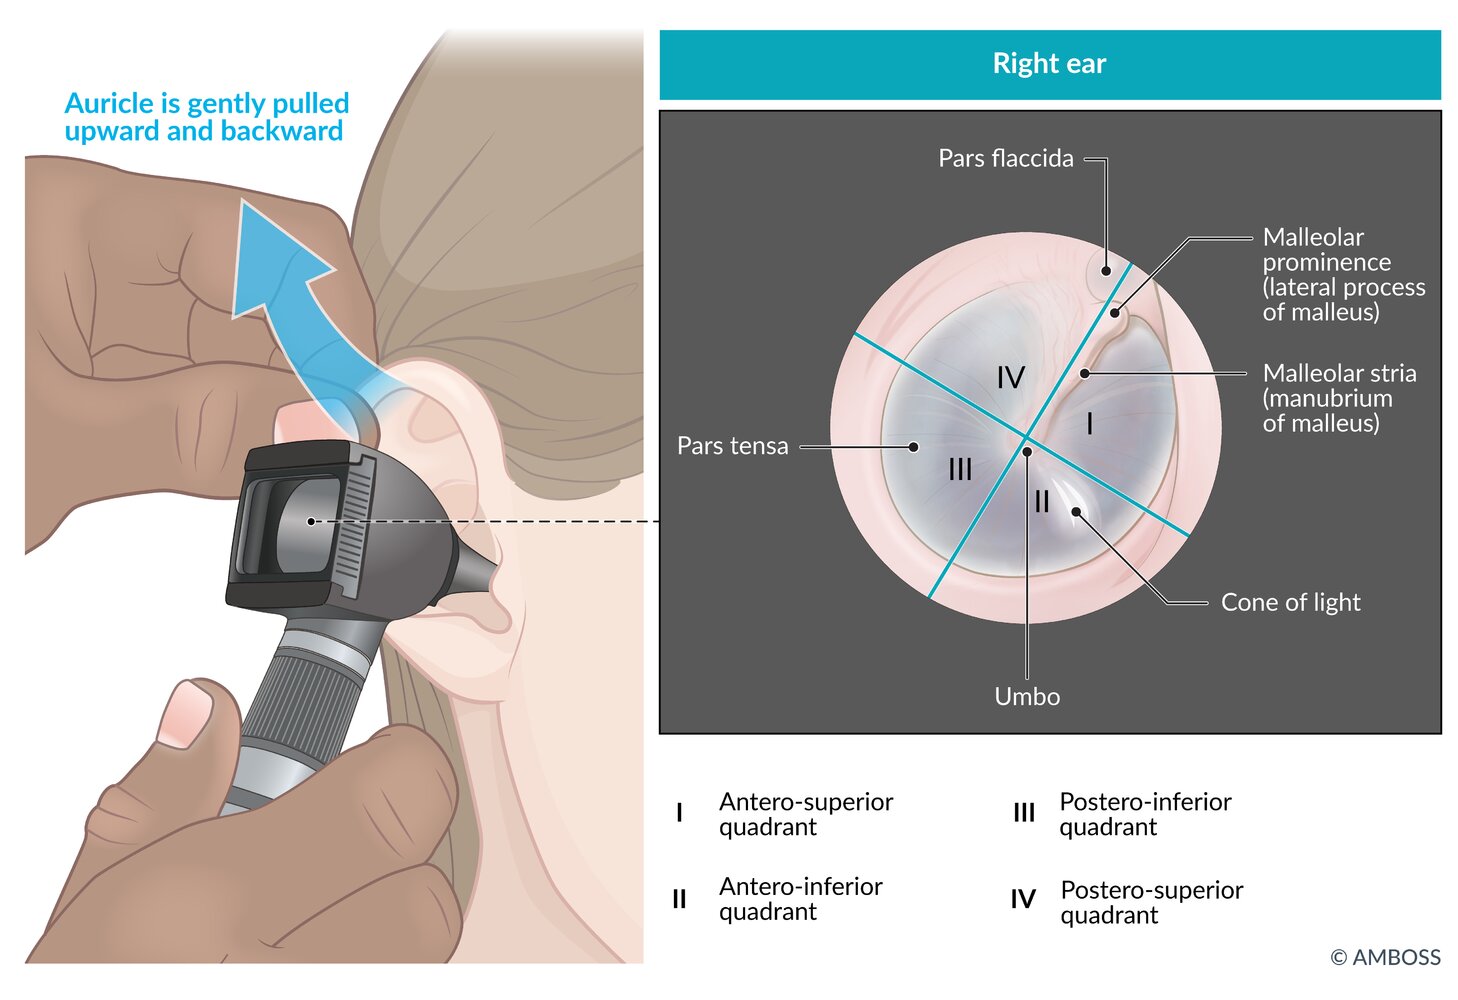 Auricle is gently pulled
upward and backward
Right ear
Pars flaccida
Malleolar
prominence
(lateral process
of malleus)
Malleolar stria
(manubrium
of malleus)
Pars tensa
IV
I
III
II
Cone of light
Umbo
I Antero-superior
quadrant
II Antero-inferior
quadrant
III Postero-inferior
quadrant
IV Postero-superior
quadrant
© AMBOSS